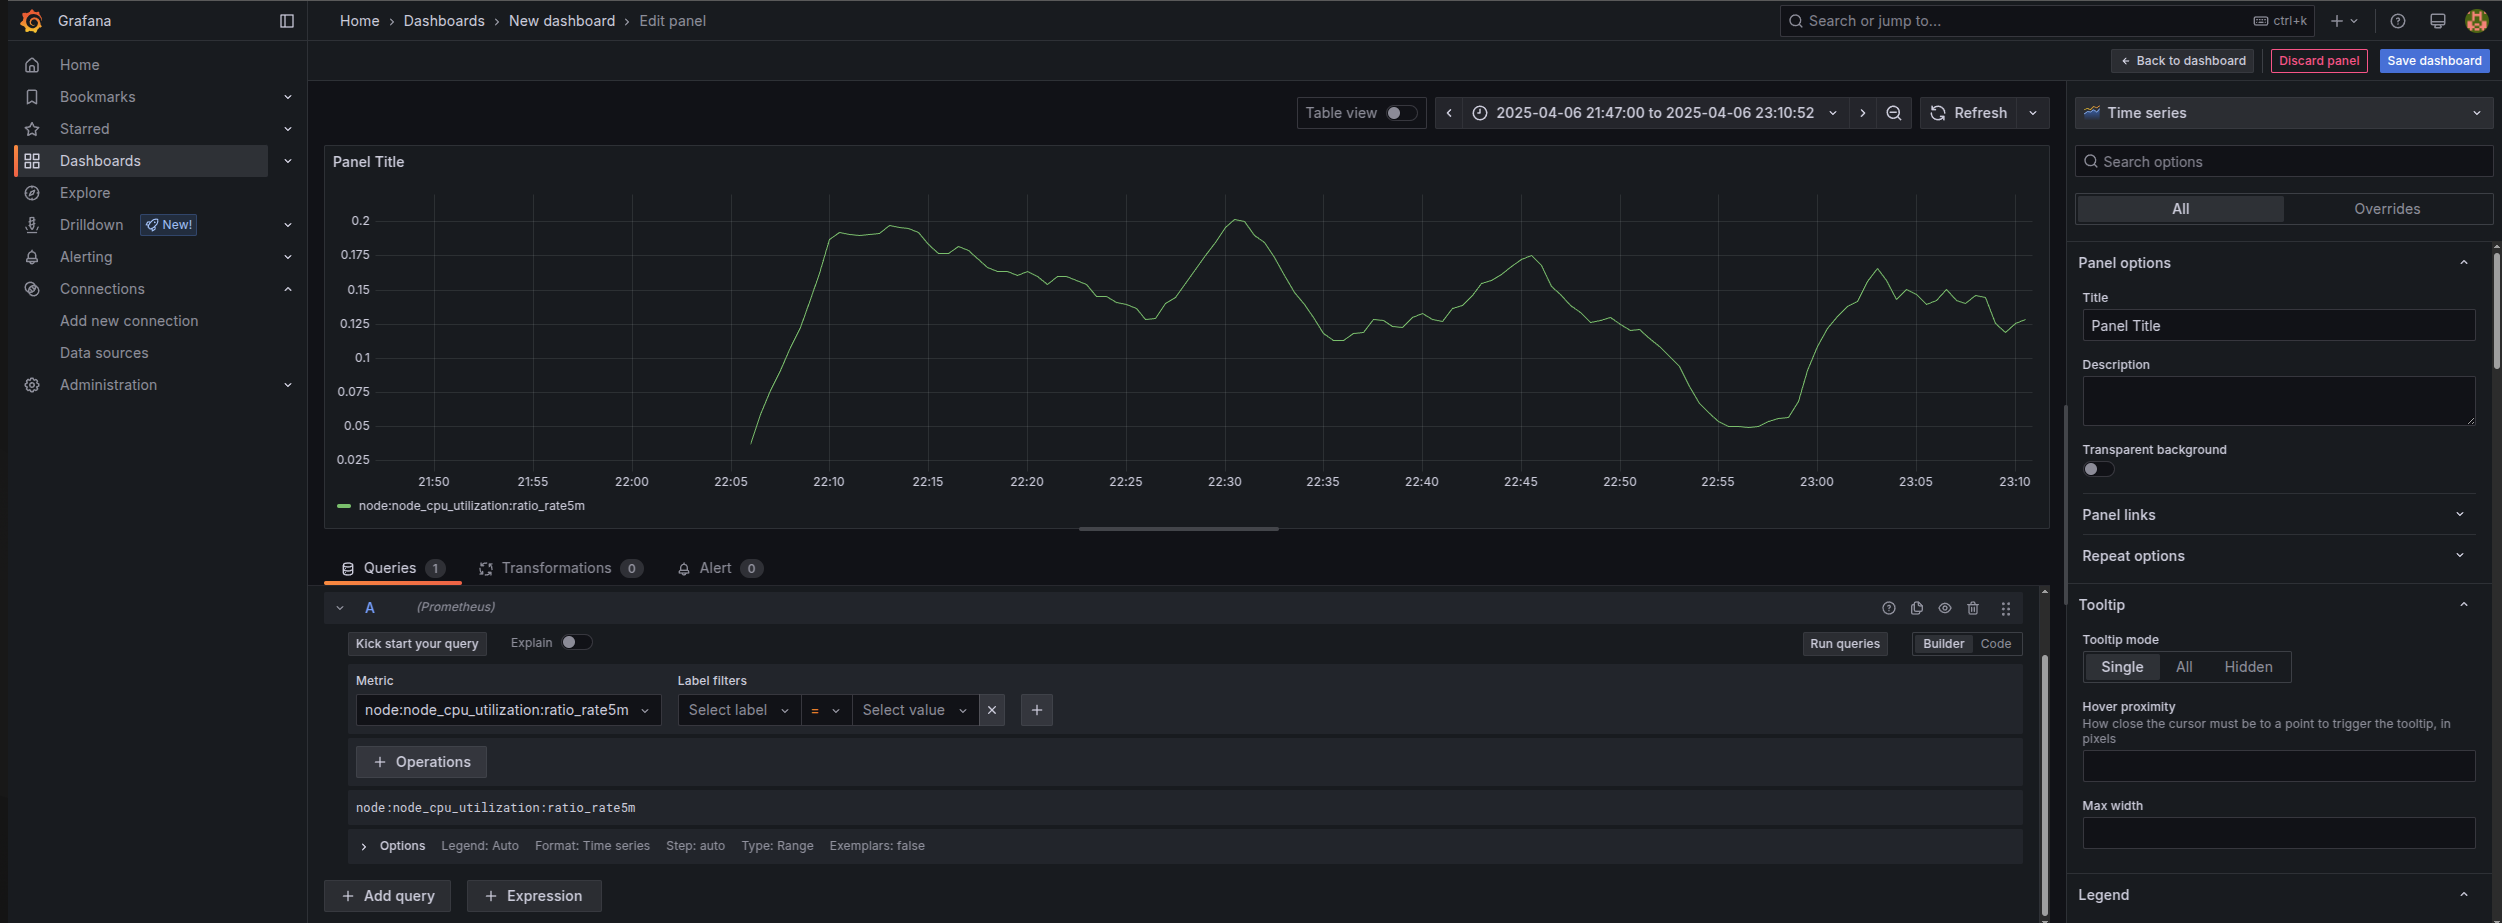 Grafana
Home
Dashboards
New dashboard
Edit panel
Search or jump to...
ctrl+k
Back to dashboard
Discard panel
Save dashboard
Home
Bookmarks
Starred
Dashboards
Explore
Drilldown New!
Alerting
Connections
Add new connection
Data sources
Administration
Table view
2025-04-06 21:47:00 to 2025-04-06 23:10:52
Refresh
Panel Title
0.2
0.175
0.15
0.125
0.1
0.075
0.05
0.025
21:50 21:55 22:00 22:05 22:10 22:15 22:20 22:25 22:30 22:35 22:40 22:45 22:50 22:55 23:00 23:05 23:10
node:node_cpu_utilization:ratio_rate5m
Queries 1 Transformations 0 Alert 0
A (Prometheus)
Kick start your query Explain Run queries Builder Code
Metric Label filters
node:node_cpu_utilization:ratio_rate5m Select label = Select value
Operations
node:node_cpu_utilization:ratio_rate5m
Options Legend: Auto Format: Time series Step: auto Type: Range Exemplars: false
Add query Expression
Time series
Search options
All Overrides
Panel options
Title
Panel Title
Description
Transparent background
Panel links
Repeat options
Tooltip
Tooltip mode
Single All Hidden
Hover proximity
How close the cursor must be to a point to trigger the tooltip, in
pixels
Max width
Legend